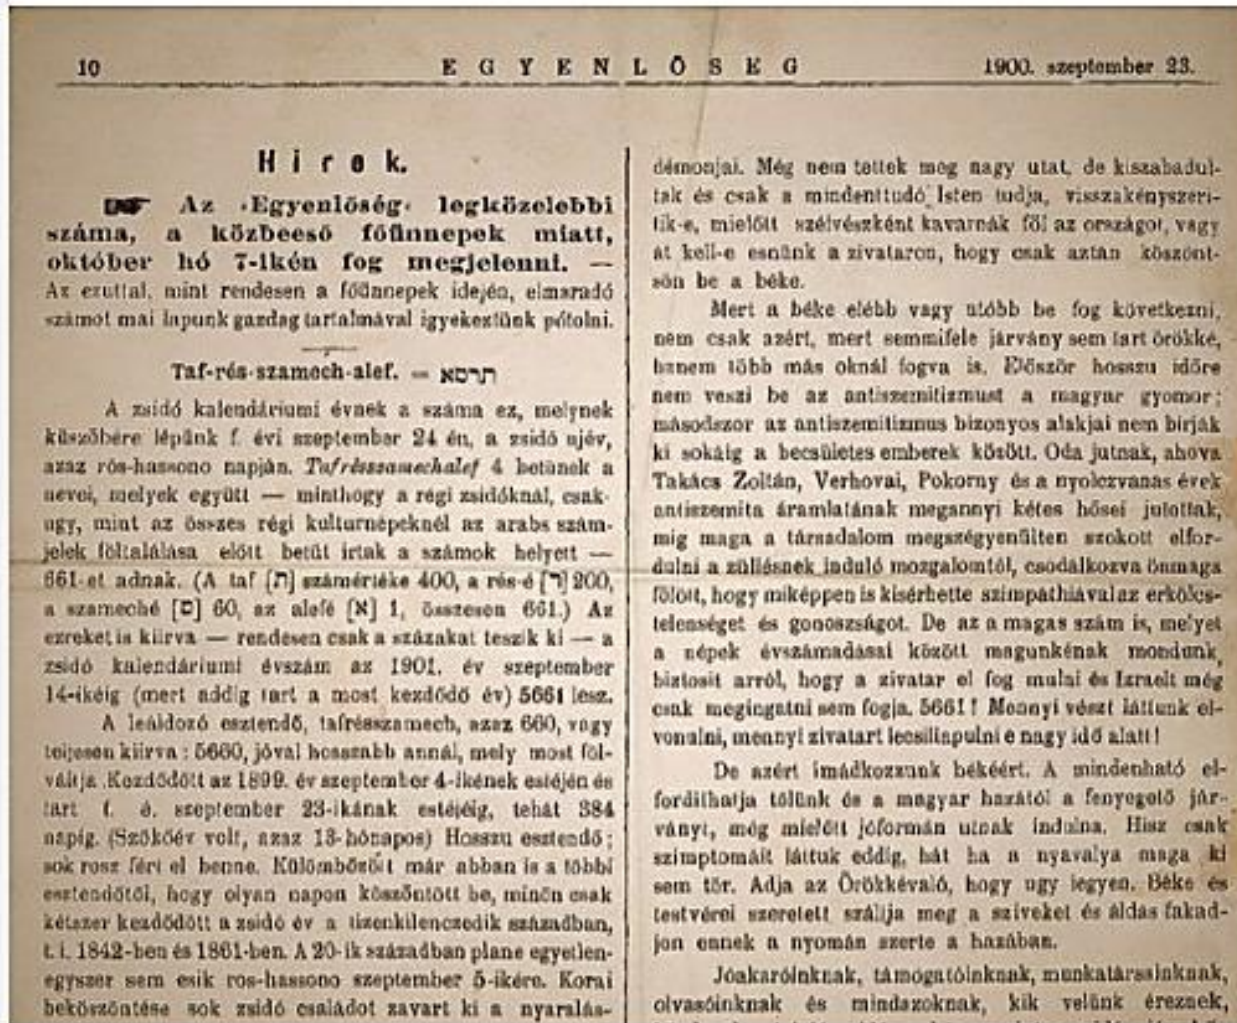 10
EGYENLŐSÉG
1900. szeptember 23.
Hirek.
☛ Az »Egyenlőség« legközelebbi
száma, a közbeeső főünnepek miatt,
október hó 7-ikén fog megjelenni. —
Az ezuttal, mint rendesen a főünnepek idején, elmaradó
számot mai lapunk gazdag tartalmával igyekeztünk pótolni.
Taf-rés-szamech-alef. — תרסא
A zsidó kalendáriumi évnek a száma ez, melynek
küszöbére lépünk f. évi szeptember 24 én, a zsidó ujév,
azaz rós-hassono napján. Tafrésszamechalef 4 betünek a
nevei, melyek együtt — minthogy a régi zsidóknál, csak-
ugy, mint az összes régi kulturnépeknél az arabs szám-
jelek föltalálása előtt betüt irtak a számok helyett —
661-et adnak. (A taf [ת] számértéke 400, a rés-é [ר] 200,
a szameché [ס] 60, az alefé [א] 1, összesen 661.) Az
ezreket is kiirva — rendesen csak a százakat teszik ki — a
zsidó kalendáriumi évszám az 1901. év szeptember
14-ikéig (mert addig tart a most kezdődő év) 5661 lesz.
A leáldozó esztendő, tafrésszamech, azaz 660, vagy
teljesen kiirva: 5660, jóval hosszabb annál, mely most föl-
váltja. Kezdődött az 1899. év szeptember 4-ikének estéjén és
tart f. é. szeptember 23-ikának estéjéig, tehát 384
napig. (Szökőév volt, azaz 13-hónapos) Hosszu esztendő;
sok rosz fért el benne. Külömbözött már abban is a többi
esztendőtől, hogy olyan napon köszöntött be, minőn csak
kétszer kezdődött a zsidó év a tizenkilenczedik században,
t. i. 1842-ben és 1861-ben. A 20-ik században plane egyetlen-
egyszer sem esik ros-hassono szeptember 5-ikére. Korai
beköszöntése sok zsidó családot zavart ki a nyaralás-
démonjai. Még nem tettek meg nagy utat, de kiszabadul-
tak és csak a mindenttudó Isten tudja, visszakényszeri-
tik-e, mielőtt szélvészként kavarnák föl az országot, vagy
át kell-e esnünk a zivataron, hogy csak aztán köszönt-
sön be a béke.
Mert a béke elébb vagy utóbb be fog következni,
nem csak azért, mert semmiféle járvány sem tart örökké,
hanem több más oknál fogva is. Először hosszu időre
nem veszi be az antiszemitizmust a magyar gyomor;
másodszor az antiszemitizmus bizonyos alakjai nem birják
ki sokáig a becsületes emberek között. Oda jutnak, ahova
Takács Zoltán, Verhovai, Pokorny és a nyolczvanas évek
antiszemita áramlatának megannyi kétes hősei jutottak,
mig maga a társadalom megszégyenülten szokott elfor-
dulni a züllésnek induló mozgalomtól, csodálkozva önmaga
fölött, hogy miképpen is kisérhette szimpáthiával az erkölcs-
telenséget és gonoszságot. De az a magas szám is, melyet
a népek évszámadásai között magunkénak mondunk,
biztosit arról, hogy a zivatar el fog mulni és Izraelt még
csak megingatni sem fogja. 5661! Mennyi vészt láttunk el-
vonulni, mennyi zivatart lecsillapulni e nagy idő alatt!
De azért imádkozzunk békéért. A mindenható el-
fordithatja tőlünk és a magyar hazától a fenyegető jár-
ványt, még mielőtt jóformán utnak indulna. Hisz csak
szimptomáit láttuk eddig, hát ha a nyavalya maga ki
sem tör. Adja az Örökkévaló, hogy ugy legyen. Béke és
testvéri szeretett szállja meg a sziveket és áldás fakad-
jon ennek a nyomán szerte a hazában.
Jóakaróinknak, támogatóinknak, munkatársainknak,
olvasóinknak és mindazoknak, kik velünk éreznek,